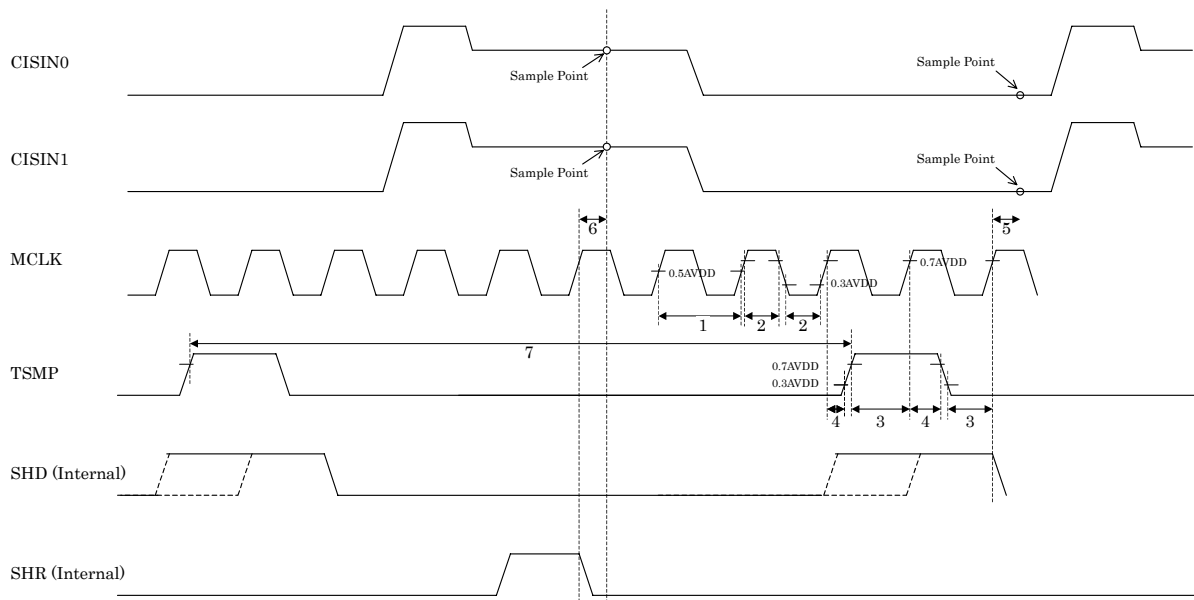 CISIN0
Sample Point
Sample Point
CISIN1
Sample Point
Sample Point
6
5
MCLK
0.5AVDD
0.7AVDD
0.3AVDD
1
2
2
7
TSMP
0.7AVDD
0.3AVDD
4
3
4
3
SHD (Internal)
SHR (Internal)